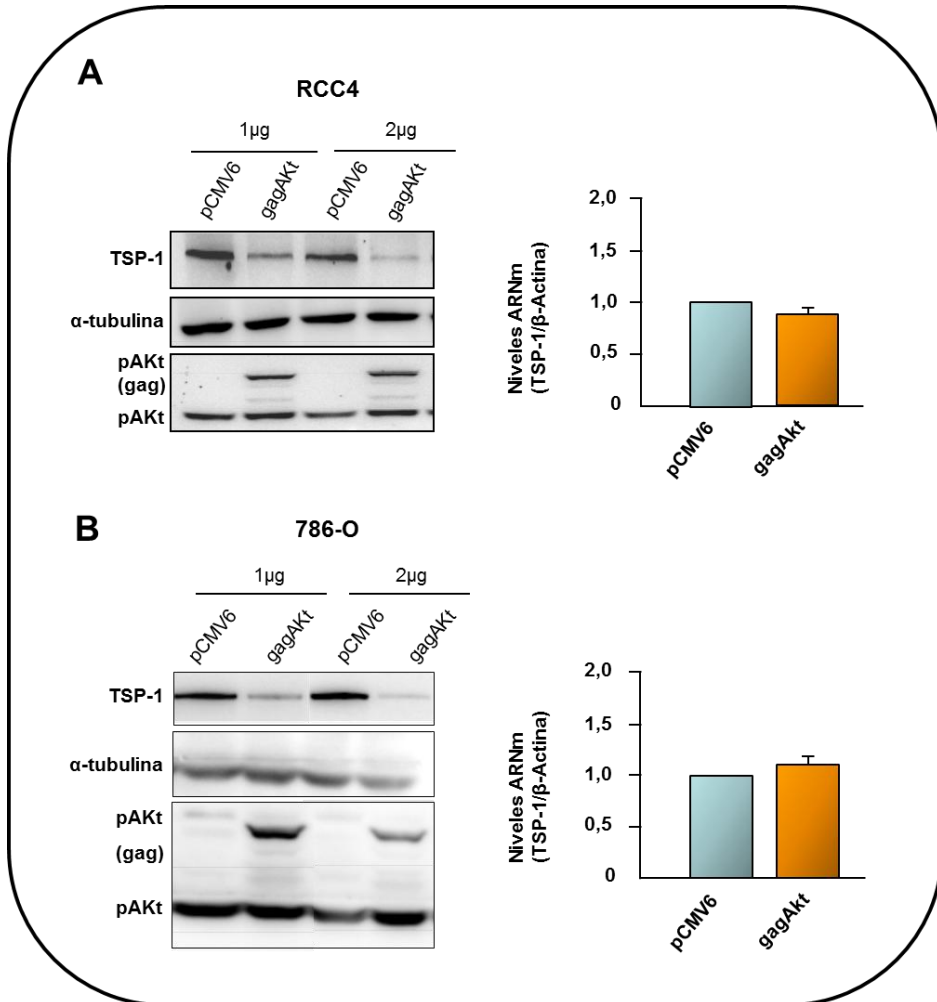 A
RCC4
1µg
2µg
pCMV6
gagAKt
pCMV6
gagAKt
TSP-1
α-tubulina
pAKt
(gag)
pAKt
Niveles ARNm
(TSP-1/β-Actina)
2,0
1,5
1,0
0,5
0
pCMV6
gagAkt
B
786-O
1µg
2µg
pCMV6
gagAKt
pCMV6
gagAKt
TSP-1
α-tubulina
pAKt
(gag)
pAKt
Niveles ARNm
(TSP-1/β-Actina)
2,0
1,5
1,0
0,5
0
pCMV6
gagAkt